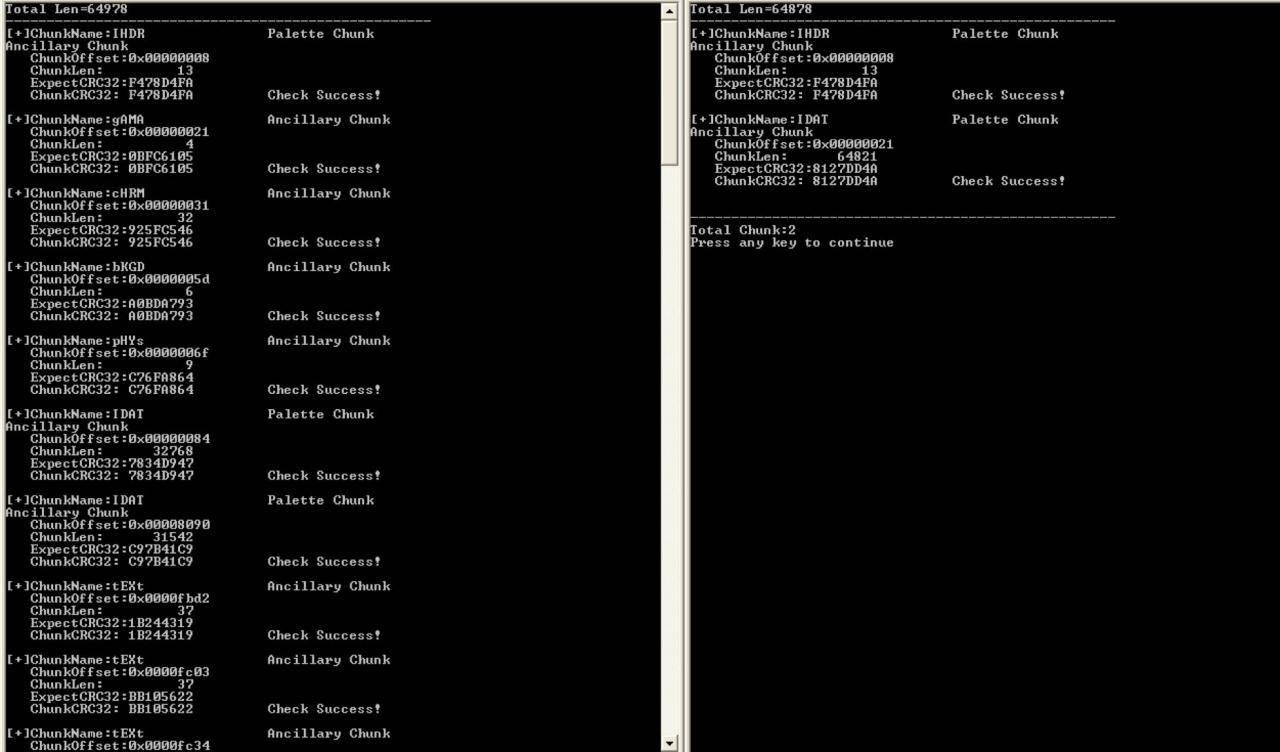 Total Len=64978
-----------------------------------------------------
[+]ChunkName:IHDR Palette Chunk
Ancillary Chunk
ChunkOffset:0x00000008
ChunkLen: 13
ExpectCRC32:F478D4FA
ChunkCRC32: F478D4FA Check Success!
[+]ChunkName:gAMA Ancillary Chunk
ChunkOffset:0x00000021
ChunkLen: 4
ExpectCRC32:0BFC6105
ChunkCRC32: 0BFC6105 Check Success!
[+]ChunkName:cHRM Ancillary Chunk
ChunkOffset:0x00000031
ChunkLen: 32
ExpectCRC32:925FC546
ChunkCRC32: 925FC546 Check Success!
[+]ChunkName:bKGD Ancillary Chunk
ChunkOffset:0x0000005d
ChunkLen: 6
ExpectCRC32:A0BDA793
ChunkCRC32: A0BDA793 Check Success!
[+]ChunkName:pHYs Ancillary Chunk
ChunkOffset:0x0000006f
ChunkLen: 9
ExpectCRC32:C76FA864
ChunkCRC32: C76FA864 Check Success!
[+]ChunkName:IDAT Palette Chunk
Ancillary Chunk
ChunkOffset:0x00000084
ChunkLen: 32768
ExpectCRC32:7834D947
ChunkCRC32: 7834D947 Check Success!
[+]ChunkName:IDAT Palette Chunk
Ancillary Chunk
ChunkOffset:0x00008090
ChunkLen: 31542
ExpectCRC32:C97B41C9
ChunkCRC32: C97B41C9 Check Success!
[+]ChunkName:tEXt Ancillary Chunk
ChunkOffset:0x0000fbd2
ChunkLen: 37
ExpectCRC32:1B244319
ChunkCRC32: 1B244319 Check Success!
[+]ChunkName:tEXt Ancillary Chunk
ChunkOffset:0x0000fc03
ChunkLen: 37
ExpectCRC32:BB105622
ChunkCRC32: BB105622 Check Success!
[+]ChunkName:tEXt Ancillary Chunk
ChunkOffset:0x0000fc34
Total Len=64878
-----------------------------------------------------
[+]ChunkName:IHDR Palette Chunk
Ancillary Chunk
ChunkOffset:0x00000008
ChunkLen: 13
ExpectCRC32:F478D4FA
ChunkCRC32: F478D4FA Check Success!
[+]ChunkName:IDAT Palette Chunk
Ancillary Chunk
ChunkOffset:0x00000021
ChunkLen: 64821
ExpectCRC32:8127DD4A
ChunkCRC32: 8127DD4A Check Success!
-----------------------------------------------------
Total Chunk:2
Press any key to continue